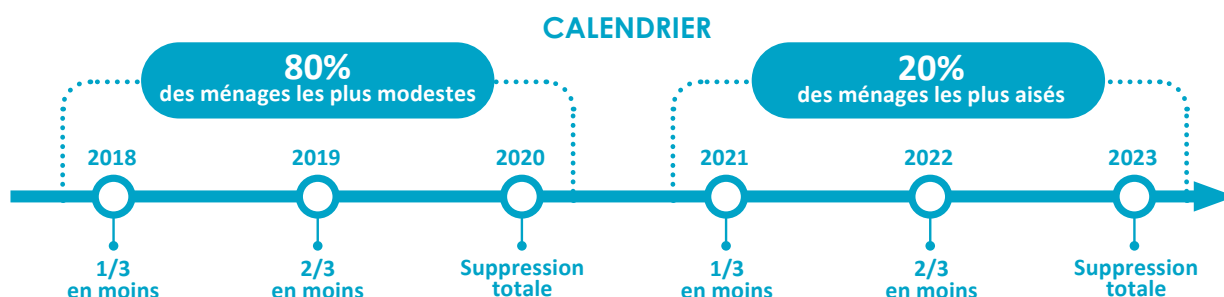 CALENDRIER
80%
des ménages les plus modestes
20%
des ménages les plus aisés
2018
2019
2020
2021
2022
2023
1/3
en moins
2/3
en moins
Suppression
totale
1/3
en moins
2/3
en moins
Suppression
totale